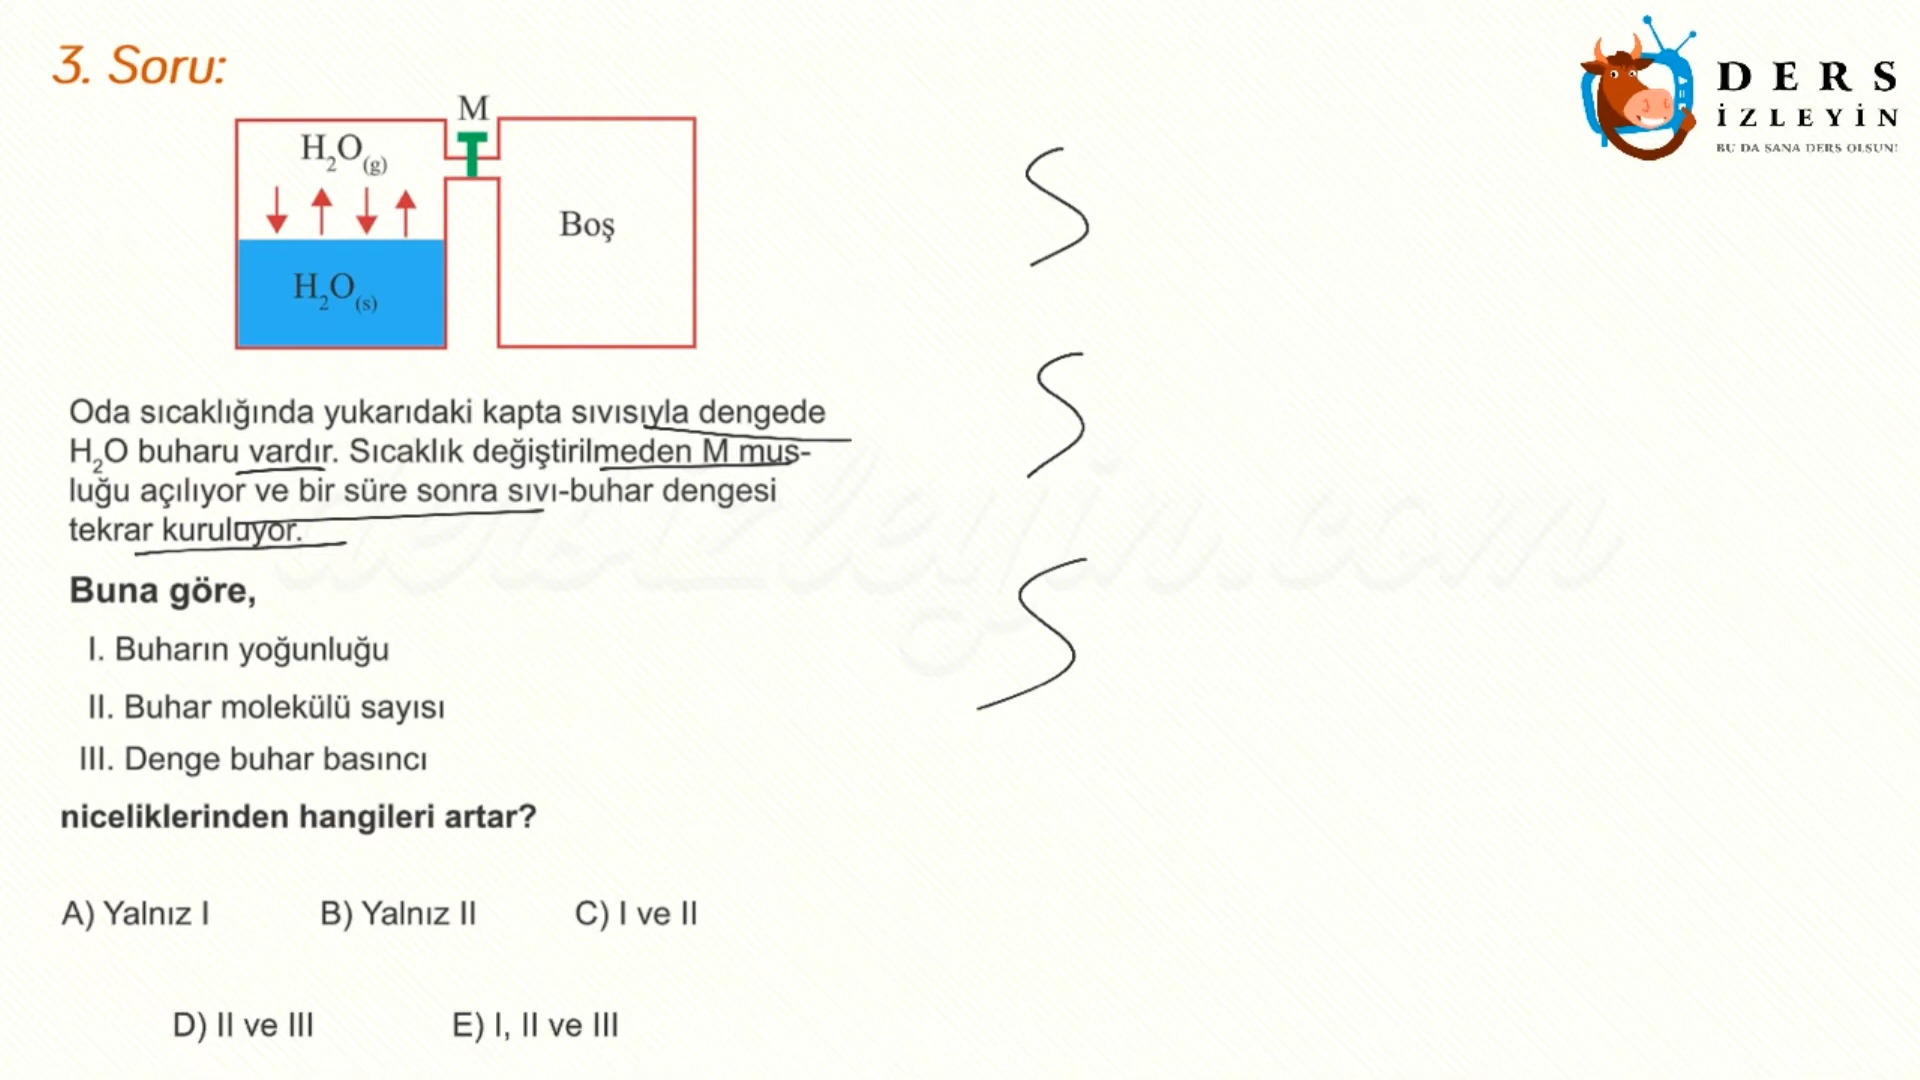 3. Soru:
DERS
İZLEYİN
BU DA SANA DERS OLSUN!
M
H₂O(g)
Boş
H₂O(s)
Oda sıcaklığında yukarıdaki kapta sıvısıyla dengede
H₂O buharu vardır. Sıcaklık değiştirilmeden M mus-
luğu açılıyor ve bir süre sonra sıvı-buhar dengesi
tekrar kuruluyor.
dersizleyin.com
Buna göre,
I. Buharın yoğunluğu
II. Buhar molekülü sayısı
III. Denge buhar basıncı
niceliklerinden hangileri artar?
A) Yalnız I B) Yalnız II C) I ve II
D) II ve III E) I, II ve III